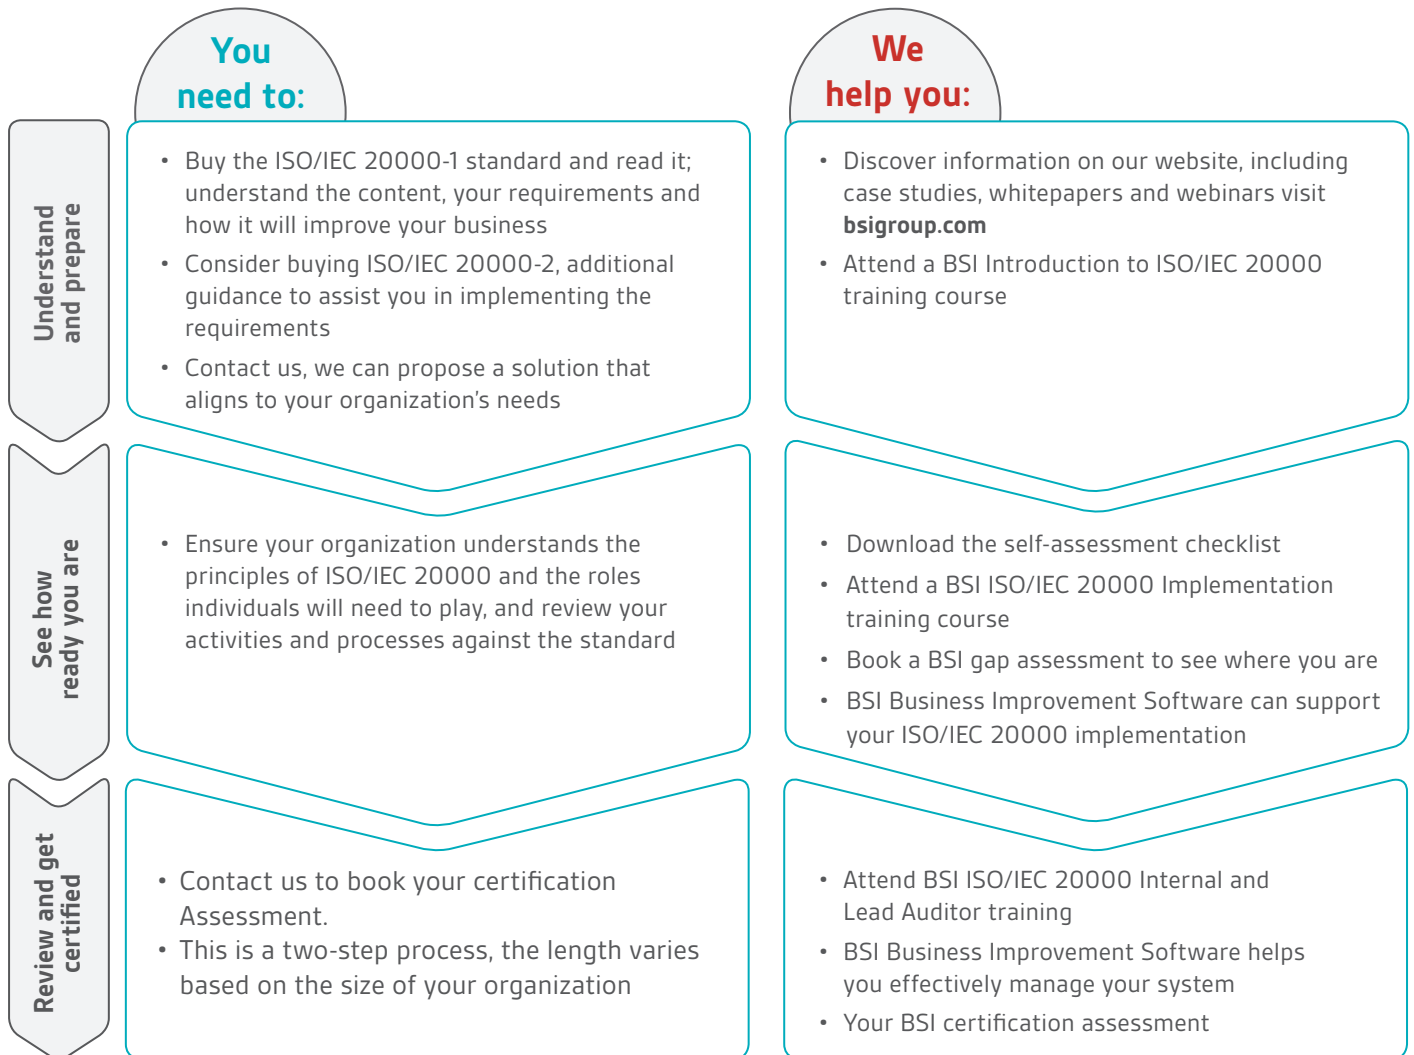 You
need to:
We
help you:
Understand
and prepare
• Buy the ISO/IEC 20000-1 standard and read it;
understand the content, your requirements and
how it will improve your business
• Consider buying ISO/IEC 20000-2, additional
guidance to assist you in implementing the
requirements
• Contact us, we can propose a solution that
aligns to your organization's needs
• Discover information on our website, including
case studies, whitepapers and webinars visit
bsigroup.com
• Attend a BSI Introduction to ISO/IEC 20000
training course
See how
ready you are
• Ensure your organization understands the
principles of ISO/IEC 20000 and the roles
individuals will need to play, and review your
activities and processes against the standard
• Download the self-assessment checklist
• Attend a BSI ISO/IEC 20000 Implementation
training course
• Book a BSI gap assessment to see where you are
• BSI Business Improvement Software can support
your ISO/IEC 20000 implementation
Review and get
certified
• Contact us to book your certification
Assessment.
• This is a two-step process, the length varies
based on the size of your organization
• Attend BSI ISO/IEC 20000 Internal and
Lead Auditor training
• BSI Business Improvement Software helps
you effectively manage your system
• Your BSI certification assessment